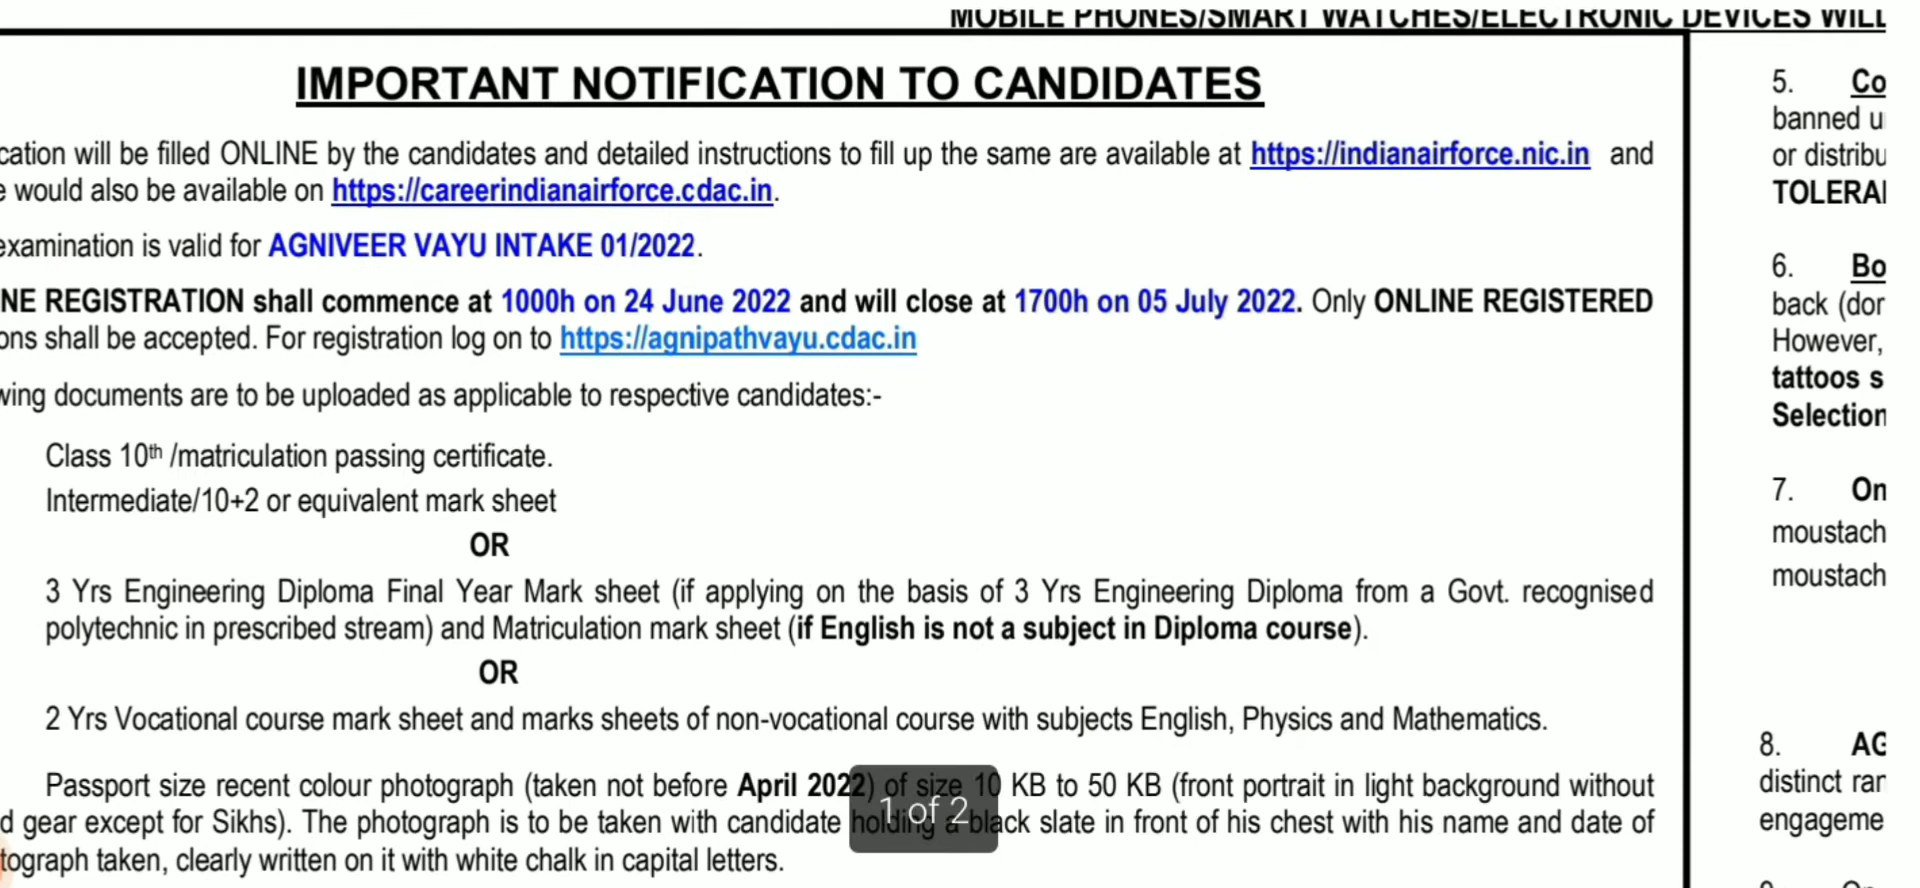 MOBILE PHONES/SMART WATCHES/ELECTRONIC DEVICES WILL
IMPORTANT NOTIFICATION TO CANDIDATES
cation will be filled ONLINE by the candidates and detailed instructions to fill up the same are available at https://indianairforce.nic.in and
e would also be available on https://careerindianairforce.cdac.in.
examination is valid for AGNIVEER VAYU INTAKE 01/2022.
NE REGISTRATION shall commence at 1000h on 24 June 2022 and will close at 1700h on 05 July 2022. Only ONLINE REGISTERED
ons shall be accepted. For registration log on to https://agnipathvayu.cdac.in
wing documents are to be uploaded as applicable to respective candidates:-
Class 10th /matriculation passing certificate.
Intermediate/10+2 or equivalent mark sheet
OR
3 Yrs Engineering Diploma Final Year Mark sheet (if applying on the basis of 3 Yrs Engineering Diploma from a Govt. recognised
polytechnic in prescribed stream) and Matriculation mark sheet (if English is not a subject in Diploma course).
OR
2 Yrs Vocational course mark sheet and marks sheets of non-vocational course with subjects English, Physics and Mathematics.
Passport size recent colour photograph (taken not before April 2022) of size 10 KB to 50 KB (front portrait in light background without
d gear except for Sikhs). The photograph is to be taken with candidate holding a black slate in front of his chest with his name and date of
tograph taken, clearly written on it with white chalk in capital letters.
1 of 2
5. Co
banned u
or distribu
TOLERA
6. Bo
back (dor
However,
tattoos s
Selection
7. On
moustach
moustach
8. AG
distinct ran
engageme